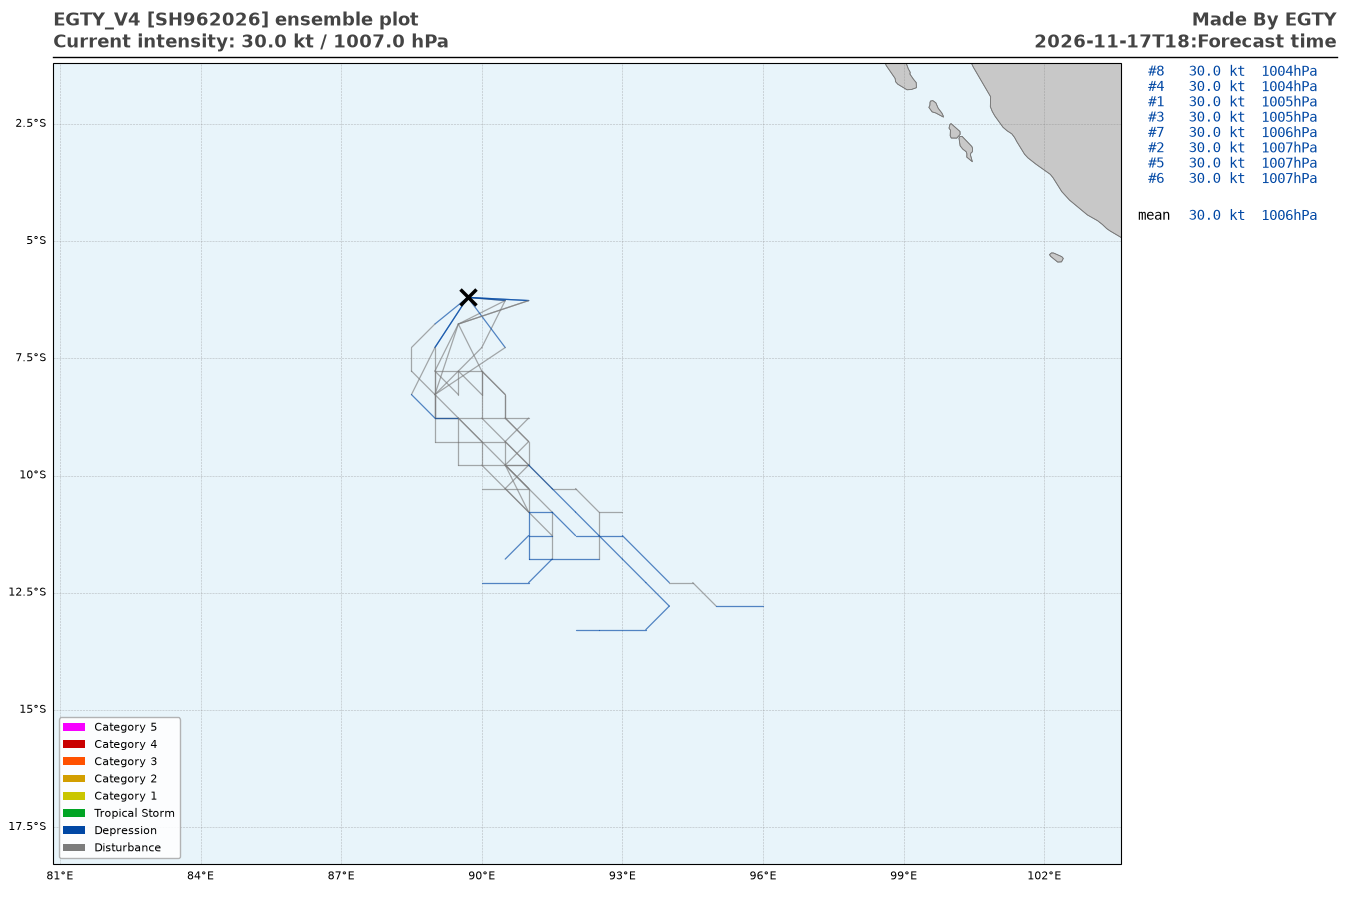 EGTY_V4 [SH962026] ensemble plot
Current intensity: 30.0 kt / 1007.0 hPa
Made By EGTY
2026-11-17T18:Forecast time
#8 30.0 kt 1004hPa
#4 30.0 kt 1004hPa
#1 30.0 kt 1005hPa
#3 30.0 kt 1005hPa
#7 30.0 kt 1006hPa
#2 30.0 kt 1007hPa
#5 30.0 kt 1007hPa
#6 30.0 kt 1007hPa
mean 30.0 kt 1006hPa
2.5°S
5°S
7.5°S
10°S
12.5°S
15°S
17.5°S
Category 5
Category 4
Category 3
Category 2
Category 1
Tropical Storm
Depression
Disturbance
81°E 84°E 87°E 90°E 93°E 96°E 99°E 102°E